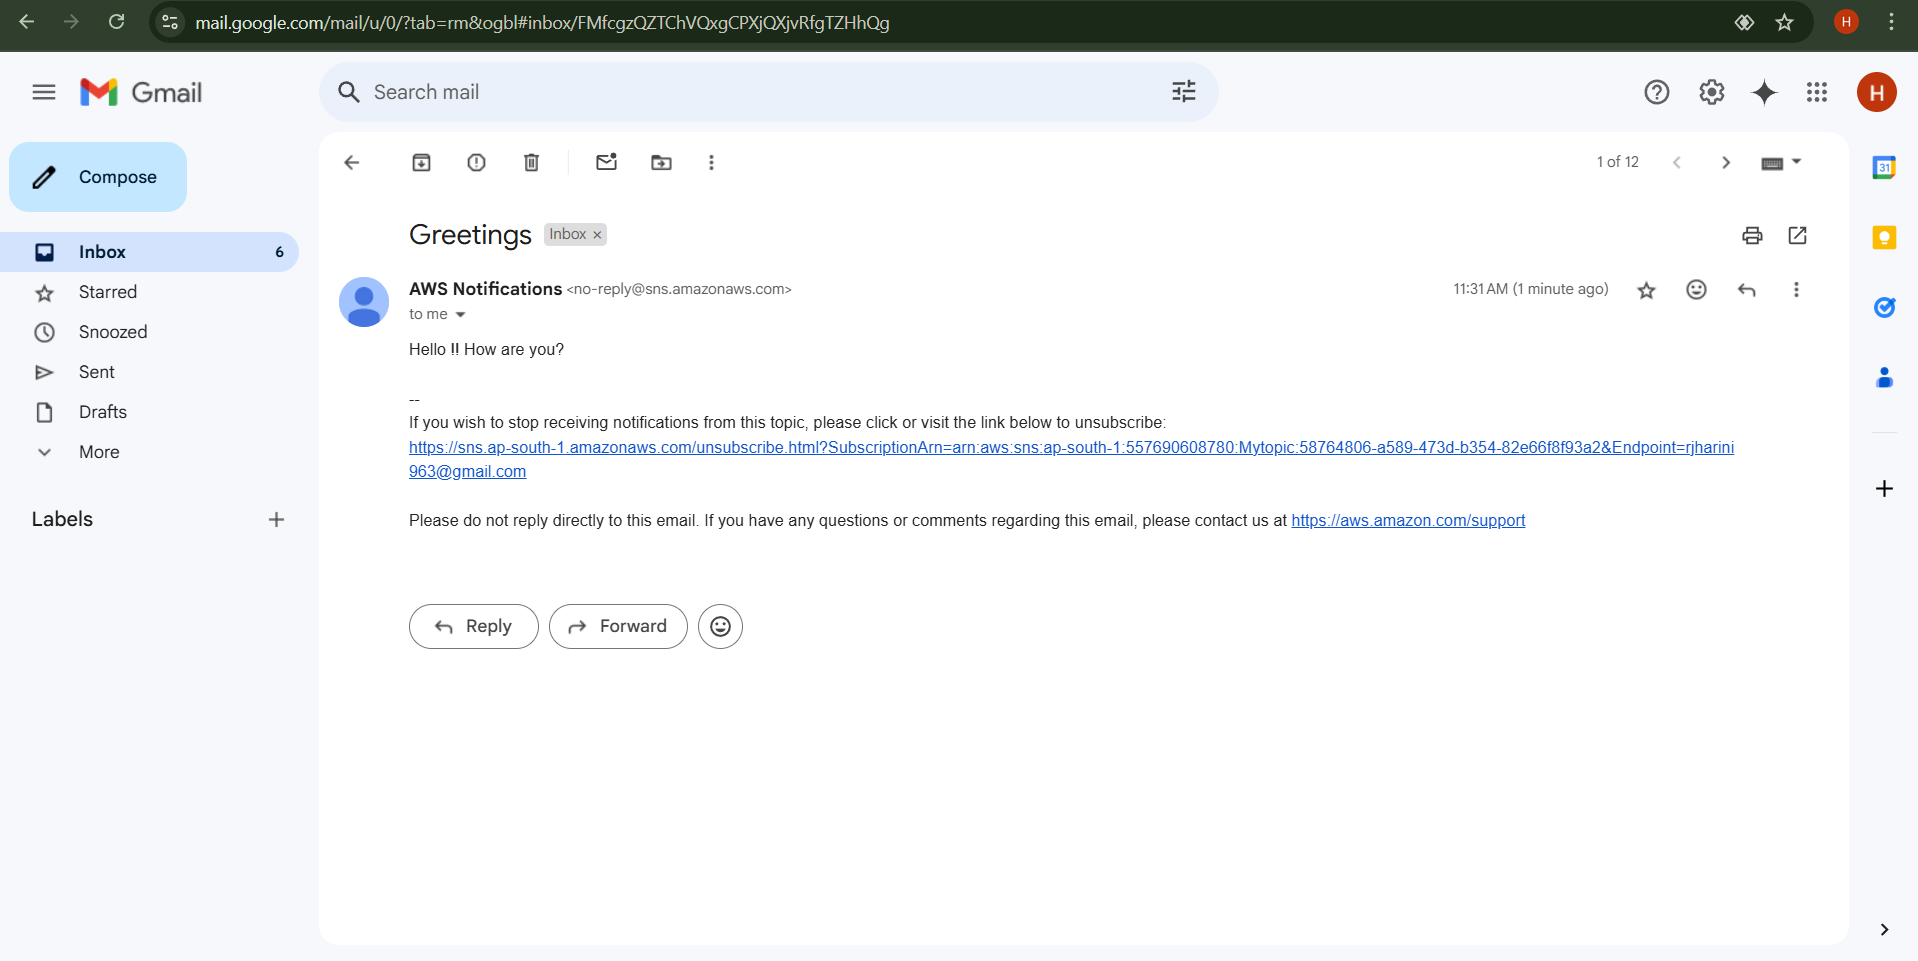 mail.google.com/mail/u/0/?tab=rm&ogbl#inbox/FMfcgzQZTChVQxgCPXjQXjvRfgTZHhQg
H
Gmail
Search mail
H
Compose
1 of 12
Inbox 6
Starred
Snoozed
Sent
Drafts
More
Labels
Greetings Inbox ×
AWS Notifications <no-reply@sns.amazonaws.com>
11:31 AM (1 minute ago)
to me
Hello !! How are you?
--
If you wish to stop receiving notifications from this topic, please click or visit the link below to unsubscribe:
https://sns.ap-south-1.amazonaws.com/unsubscribe.html?SubscriptionArn=arn:aws:sns:ap-south-1:557690608780:Mytopic:58764806-a589-473d-b354-82e66f8f93a2&Endpoint=rjharini
963@gmail.com
Please do not reply directly to this email. If you have any questions or comments regarding this email, please contact us at https://aws.amazon.com/support
Reply
Forward
31